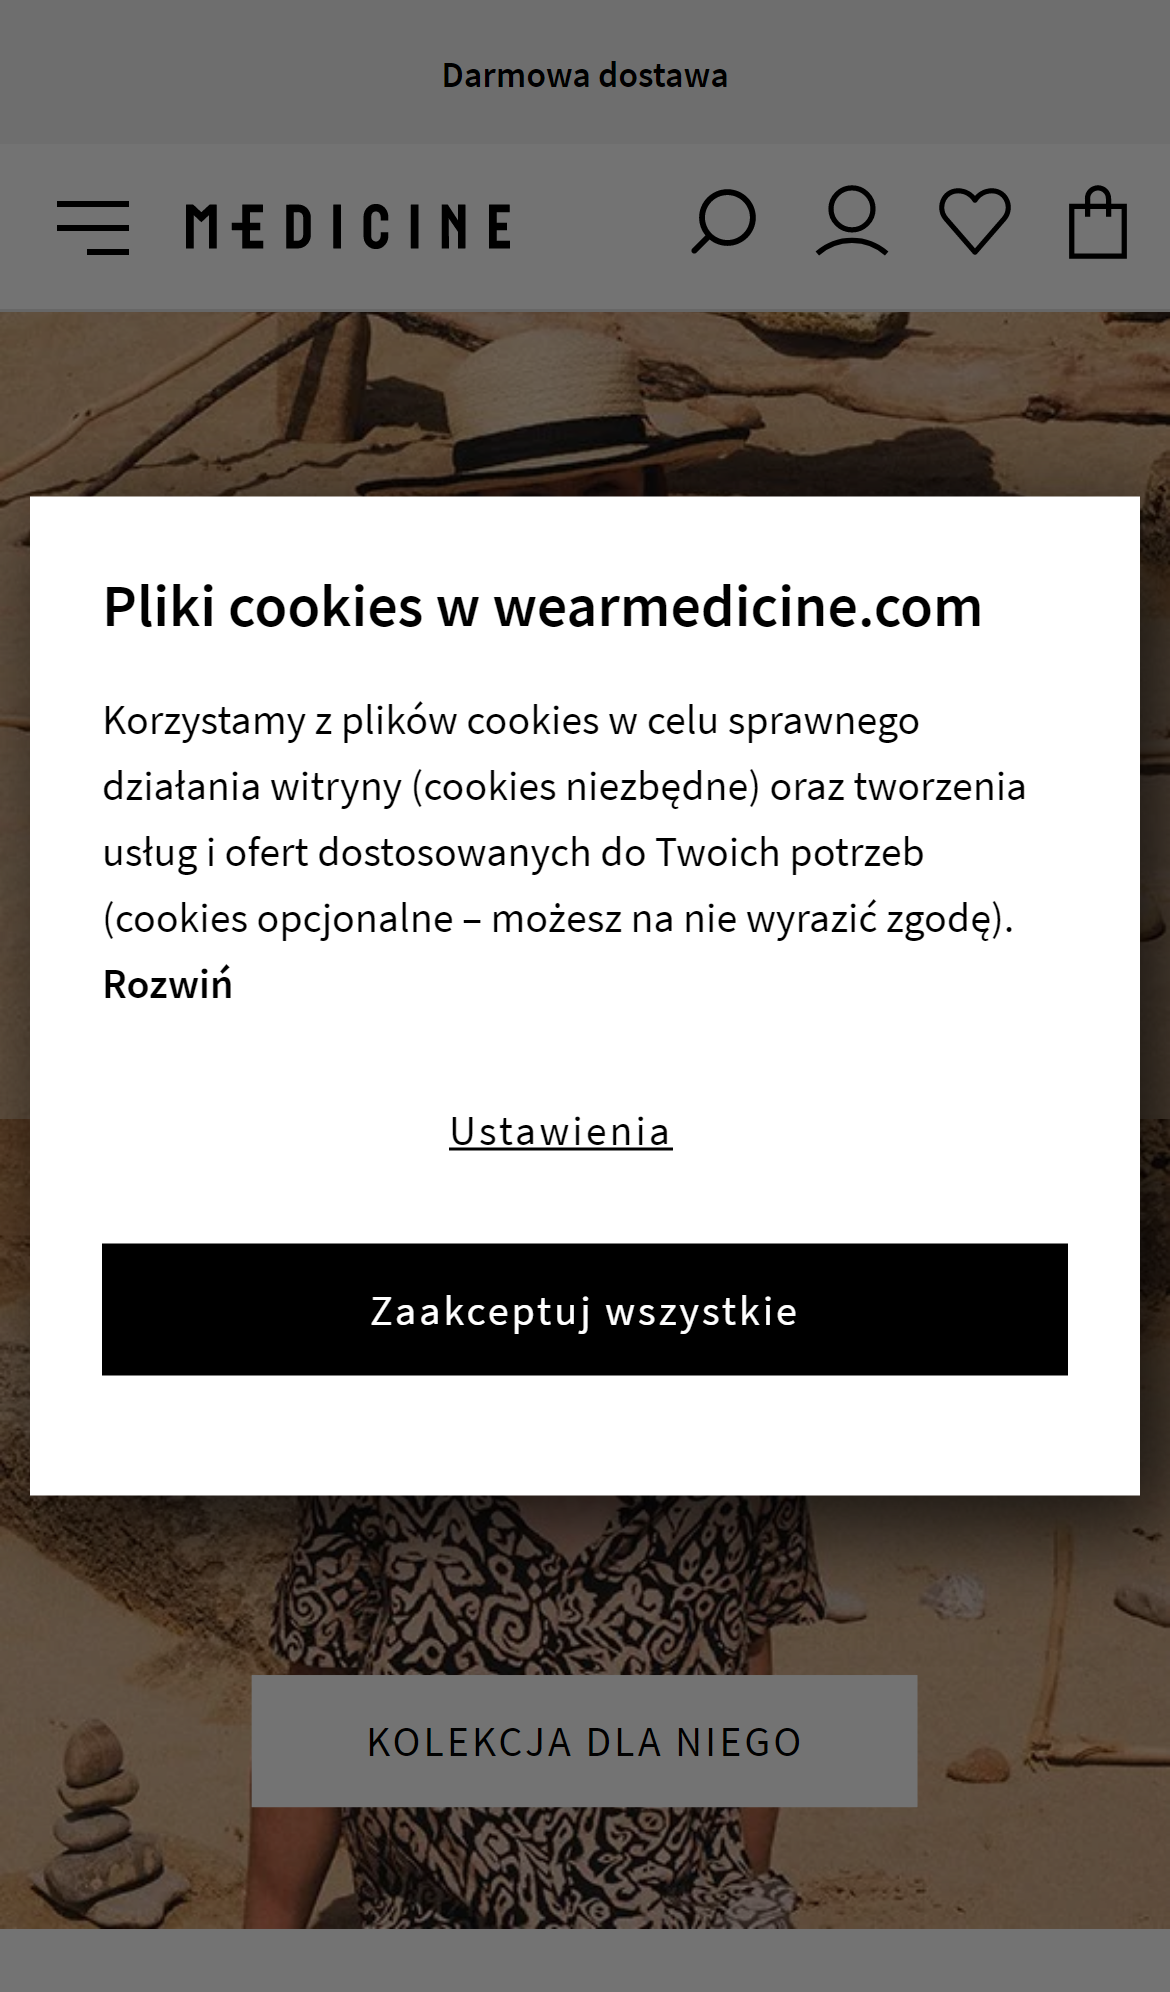 Darmowa dostawa
MEDICINE
Pliki cookies w wearmedicine.com
Korzystamy z plików cookies w celu sprawnego
działania witryny (cookies niezbędne) oraz tworzenia
usług i ofert dostosowanych do Twoich potrzeb
(cookies opcjonalne – możesz na nie wyrazić zgodę).
Rozwiń
Ustawienia
Zaakceptuj wszystkie
KOLEKCJA DLA NIEGO